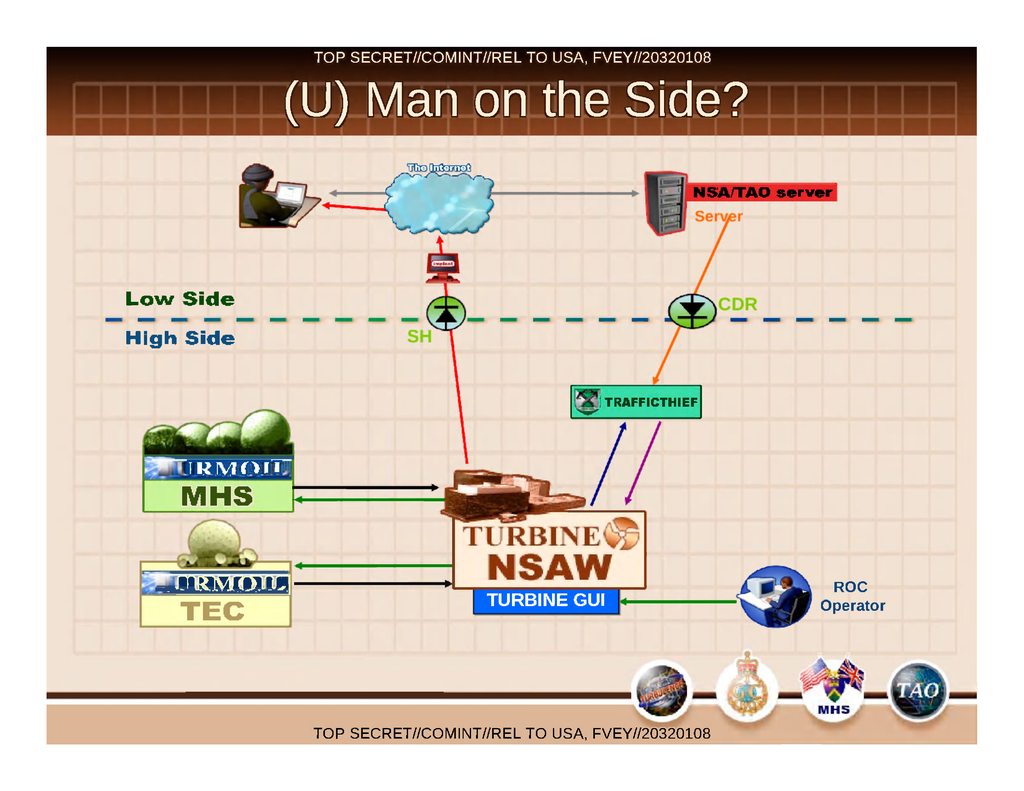 TOP SECRET//COMINT//REL TO USA, FVEY//20320108
(U) Man on the Side?
The Internet
NSA/TAO server
Server
Implant
Low Side
CDR
High Side
SH
TRAFFICTHIEF
TURMOIL
MHS
TURBINE
NSAW
TURMOIL
TEC
TURBINE GUI
ROC
Operator
MHS
TAO
TOP SECRET//COMINT//REL TO USA, FVEY//20320108